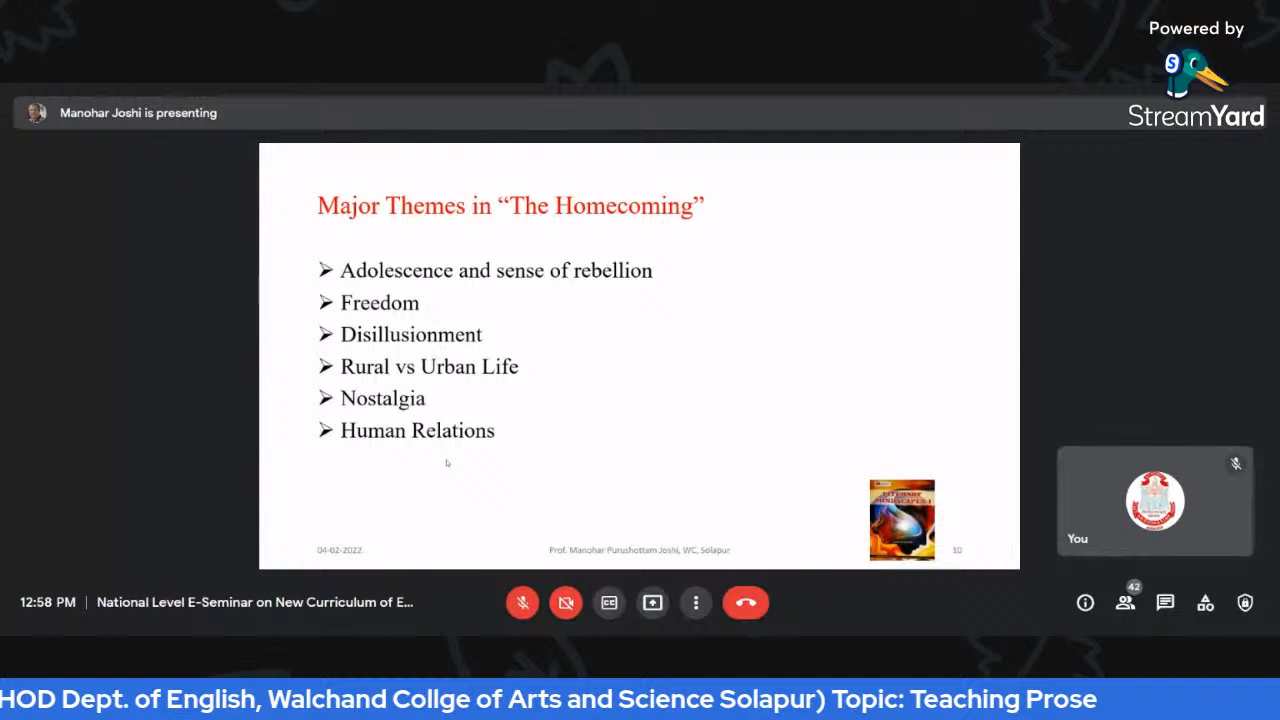 Powered by
StreamYard
Manohar Joshi is presenting
Major Themes in “The Homecoming”
➢ Adolescence and sense of rebellion
➢ Freedom
➢ Disillusionment
➢ Rural vs Urban Life
➢ Nostalgia
➢ Human Relations
LITERARY
MINDSCAPES
04-02-2022
Prof. Manohar Purushottam Joshi, WC, Solapur
10
You
12:58 PM | National Level E-Seminar on New Curriculum of E...
42
HOD Dept. of English, Walchand Collge of Arts and Science Solapur) Topic: Teaching Prose